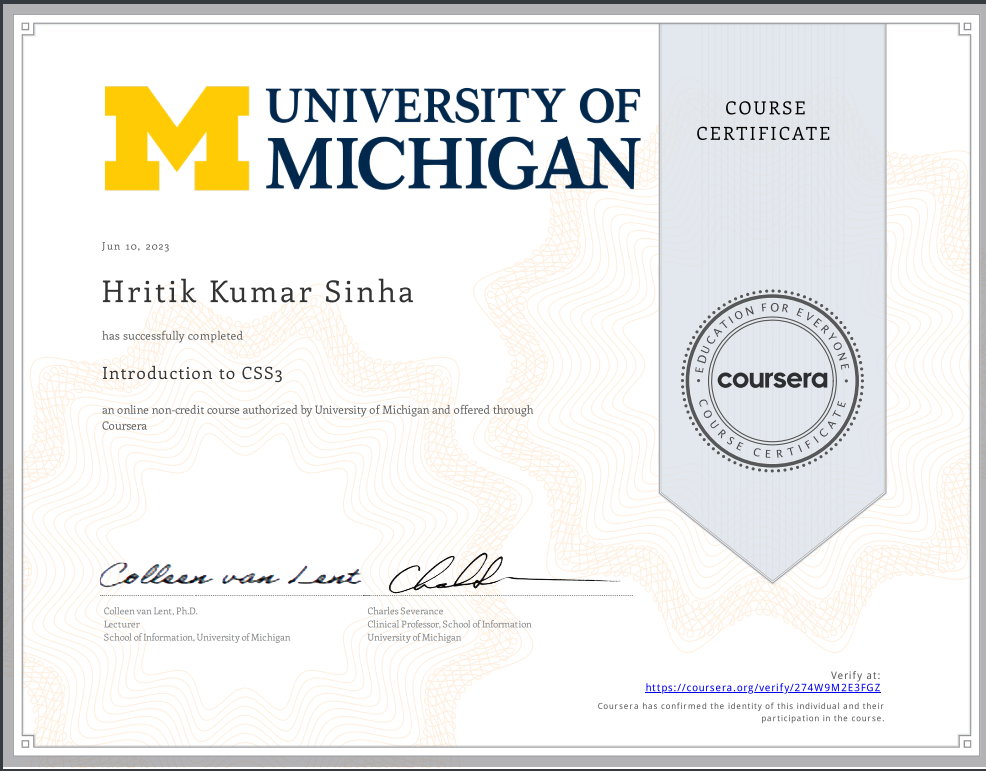 UNIVERSITY OF
MICHIGAN
COURSE
CERTIFICATE
Jun 10, 2023
Hritik Kumar Sinha
has successfully completed
Introduction to CSS3
an online non-credit course authorized by University of Michigan and offered through
Coursera
EDUCATION FOR EVERYONE
coursera
COURSE CERTIFICATE
Colleen van Lent
Colleen van Lent, Ph.D.
Lecturer
School of Information, University of Michigan
Charles Severance
Clinical Professor, School of Information
University of Michigan
Verify at:
https://coursera.org/verify/274W9M2E3FGZ
Coursera has confirmed the identity of this individual and their
participation in the course.